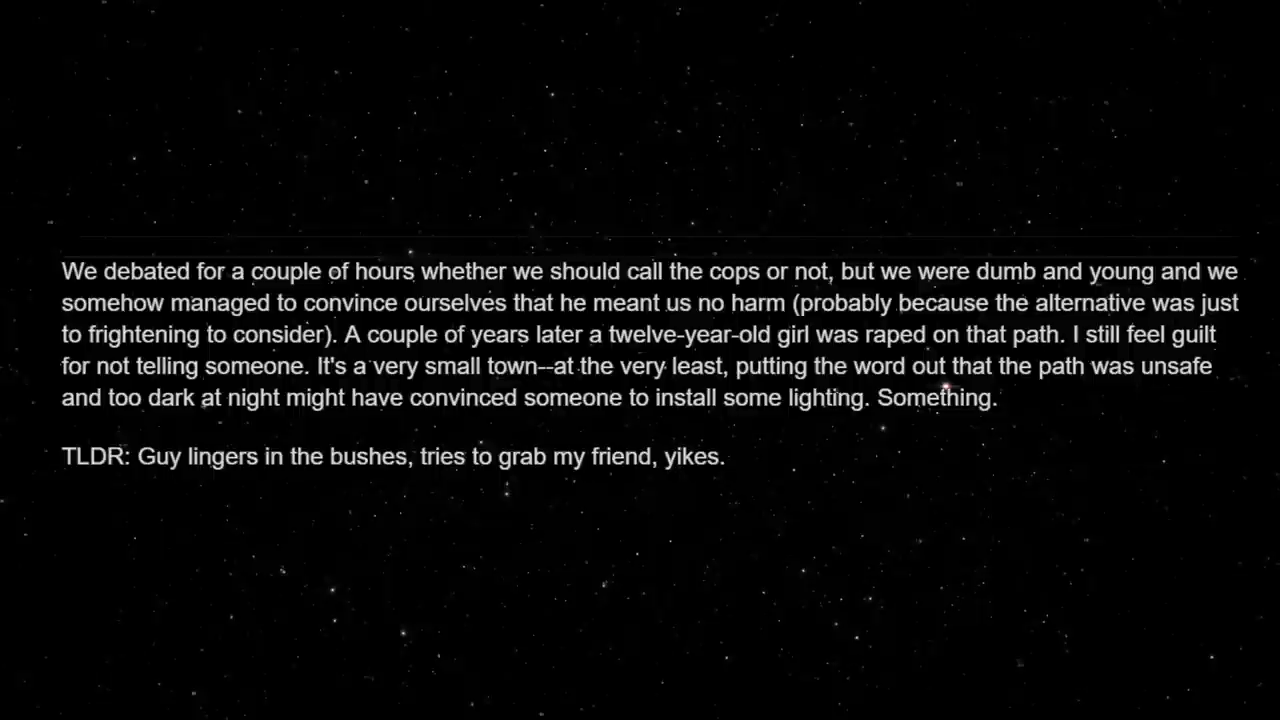 We debated for a couple of hours whether we should call the cops or not, but we were dumb and young and we
somehow managed to convince ourselves that he meant us no harm (probably because the alternative was just
to frightening to consider). A couple of years later a twelve-year-old girl was raped on that path. I still feel guilt
for not telling someone. It's a very small town--at the very least, putting the word out that the path was unsafe
and too dark at night might have convinced someone to install some lighting. Something.
TLDR: Guy lingers in the bushes, tries to grab my friend, yikes.